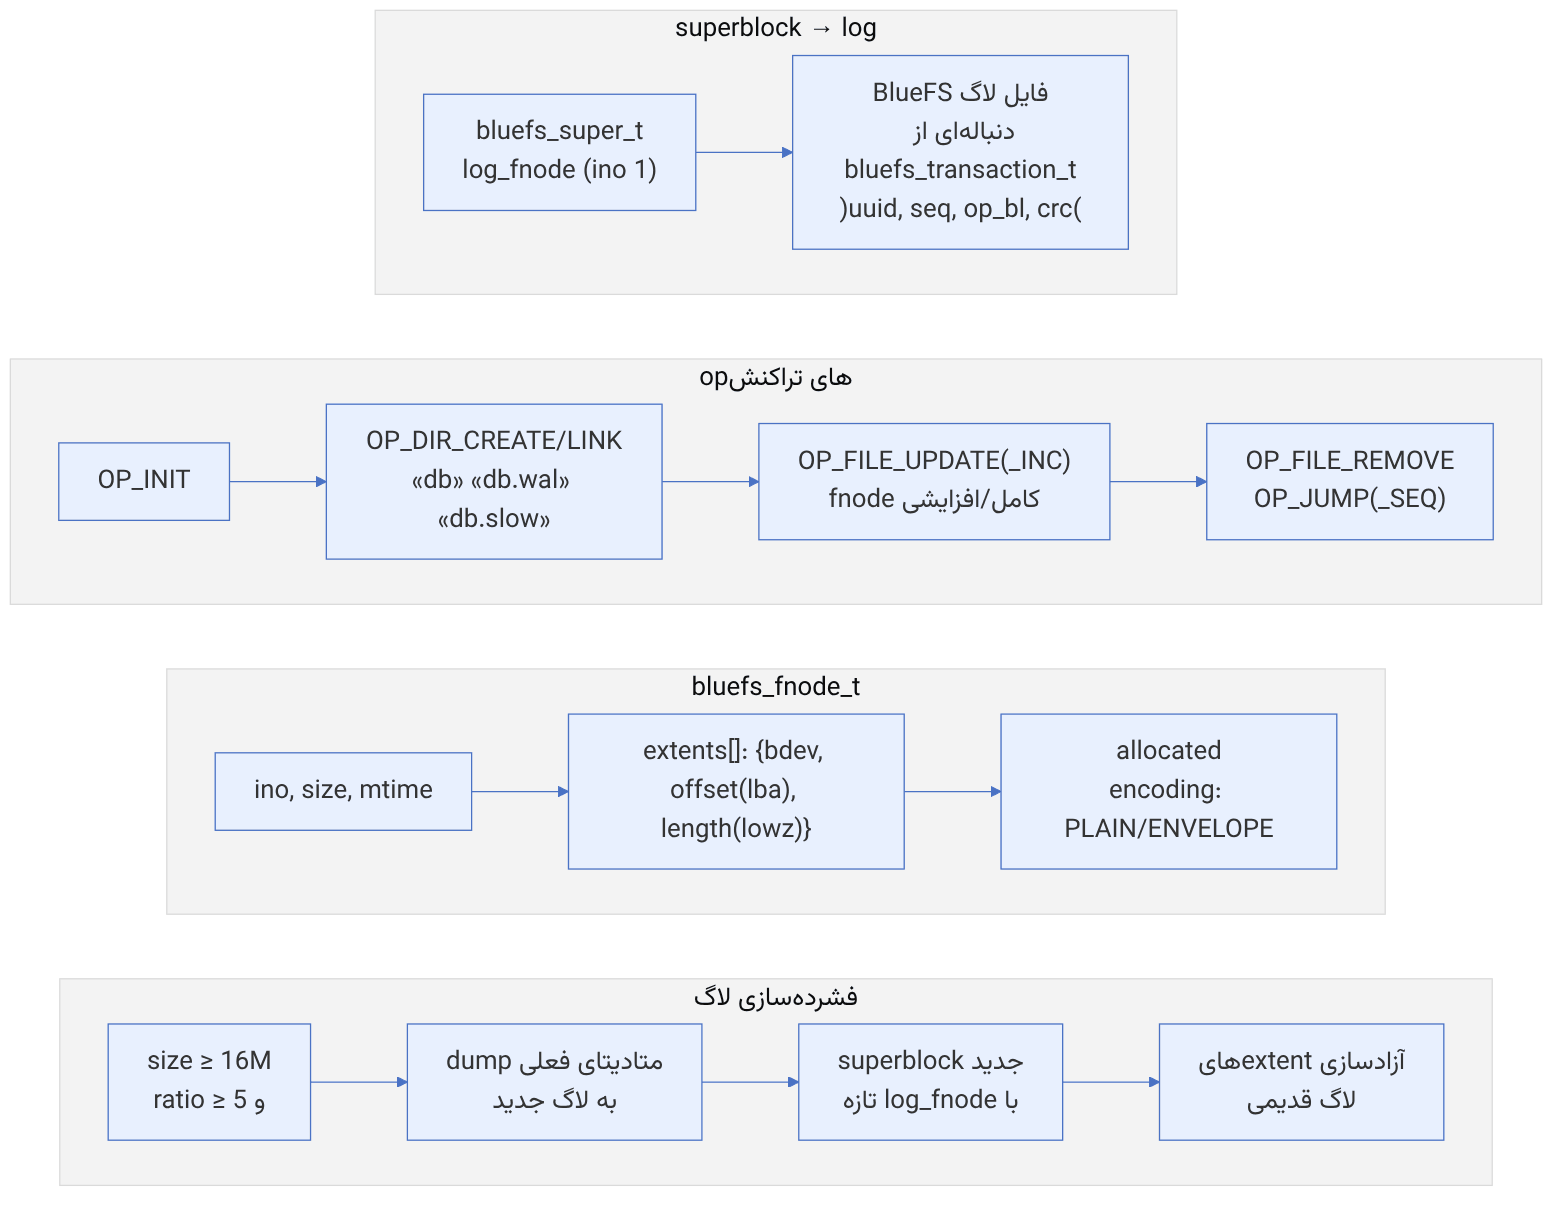 superblock → log
bluefs_super_t
log_fnode (ino 1)
فایل لاگ BlueFS
دنباله‌ای از
bluefs_transaction_t
(uuid, seq, op_bl, crc)
opهای تراکنش
OP_INIT
OP_DIR_CREATE/LINK
«db» «db.wal»
«db.slow»
OP_FILE_UPDATE(_INC)
fnode کامل/افزایشی
OP_FILE_REMOVE
OP_JUMP(_SEQ)
bluefs_fnode_t
ino, size, mtime
extents[]: {bdev,
offset(lba),
length(lowz)}
allocated
encoding:
PLAIN/ENVELOPE
فشرده‌سازی لاگ
size ≥ 16M
و ratio ≥ 5
dump متادیتای فعلی
به لاگ جدید
superblock جدید
با log_fnode تازه
آزادسازی extentهای
لاگ قدیمی